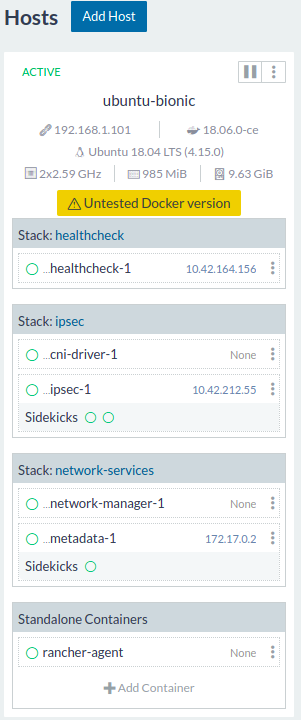 Hosts Add Host
ACTIVE
ubuntu-bionic
192.168.1.101 18.06.0-ce
Ubuntu 18.04 LTS (4.15.0)
2x2.59 GHz 985 MiB 9.63 GiB
Untested Docker version
Stack: healthcheck
...healthcheck-1 10.42.164.156
Stack: ipsec
...cni-driver-1 None
...ipsec-1 10.42.212.55
Sidekicks
Stack: network-services
...network-manager-1 None
...metadata-1 172.17.0.2
Sidekicks
Standalone Containers
rancher-agent None
Add Container